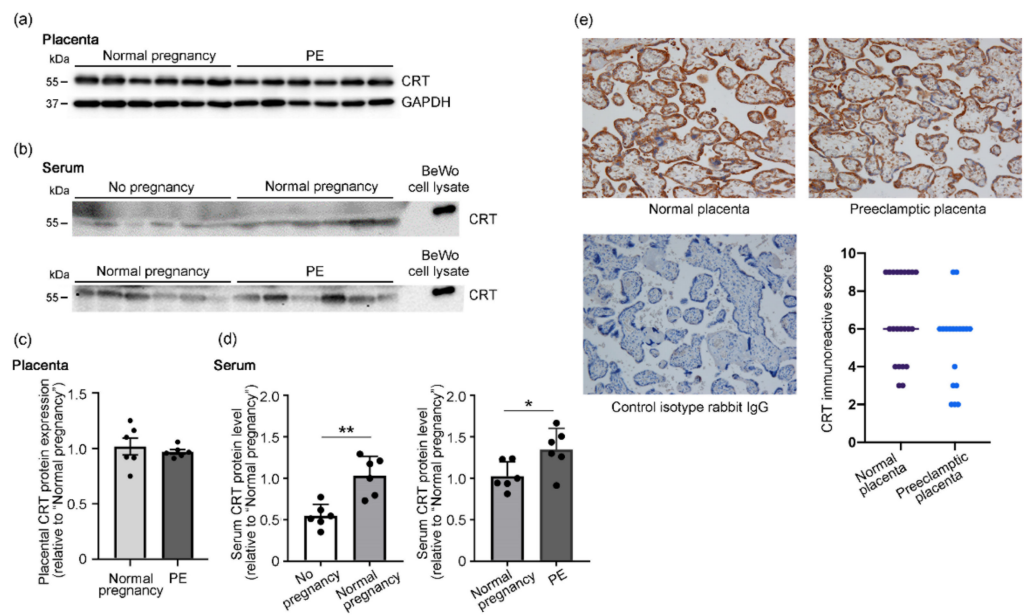 (a)
Placenta
kDa
Normal pregnancy
PE
55
CRT
37
GAPDH
(b)
Serum
kDa
No pregnancy
Normal pregnancy
BeWo
cell lysate
55
CRT
kDa
Normal pregnancy
PE
BeWo
cell lysate
55
CRT
(c)
Placenta
Placental CRT protein expression
(relative to "Normal pregnancy")
1.5
1.0
0.5
0
Normal
pregnancy
PE
(d)
Serum
Serum CRT protein level
(relative to "Normal pregnancy")
2.0
1.5
1.0
0.5
0.0
**
No
pregnancy
Normal
pregnancy
Serum CRT protein level
(relative to "Normal pregnancy")
2.0
1.5
1.0
0.5
0
*
Normal
pregnancy
PE
(e)
Normal placenta
Preeclamptic placenta
Control isotype rabbit IgG
CRT immunoreactive score
10
8
6
4
2
0
Normal
placenta
Preeclamptic
placenta